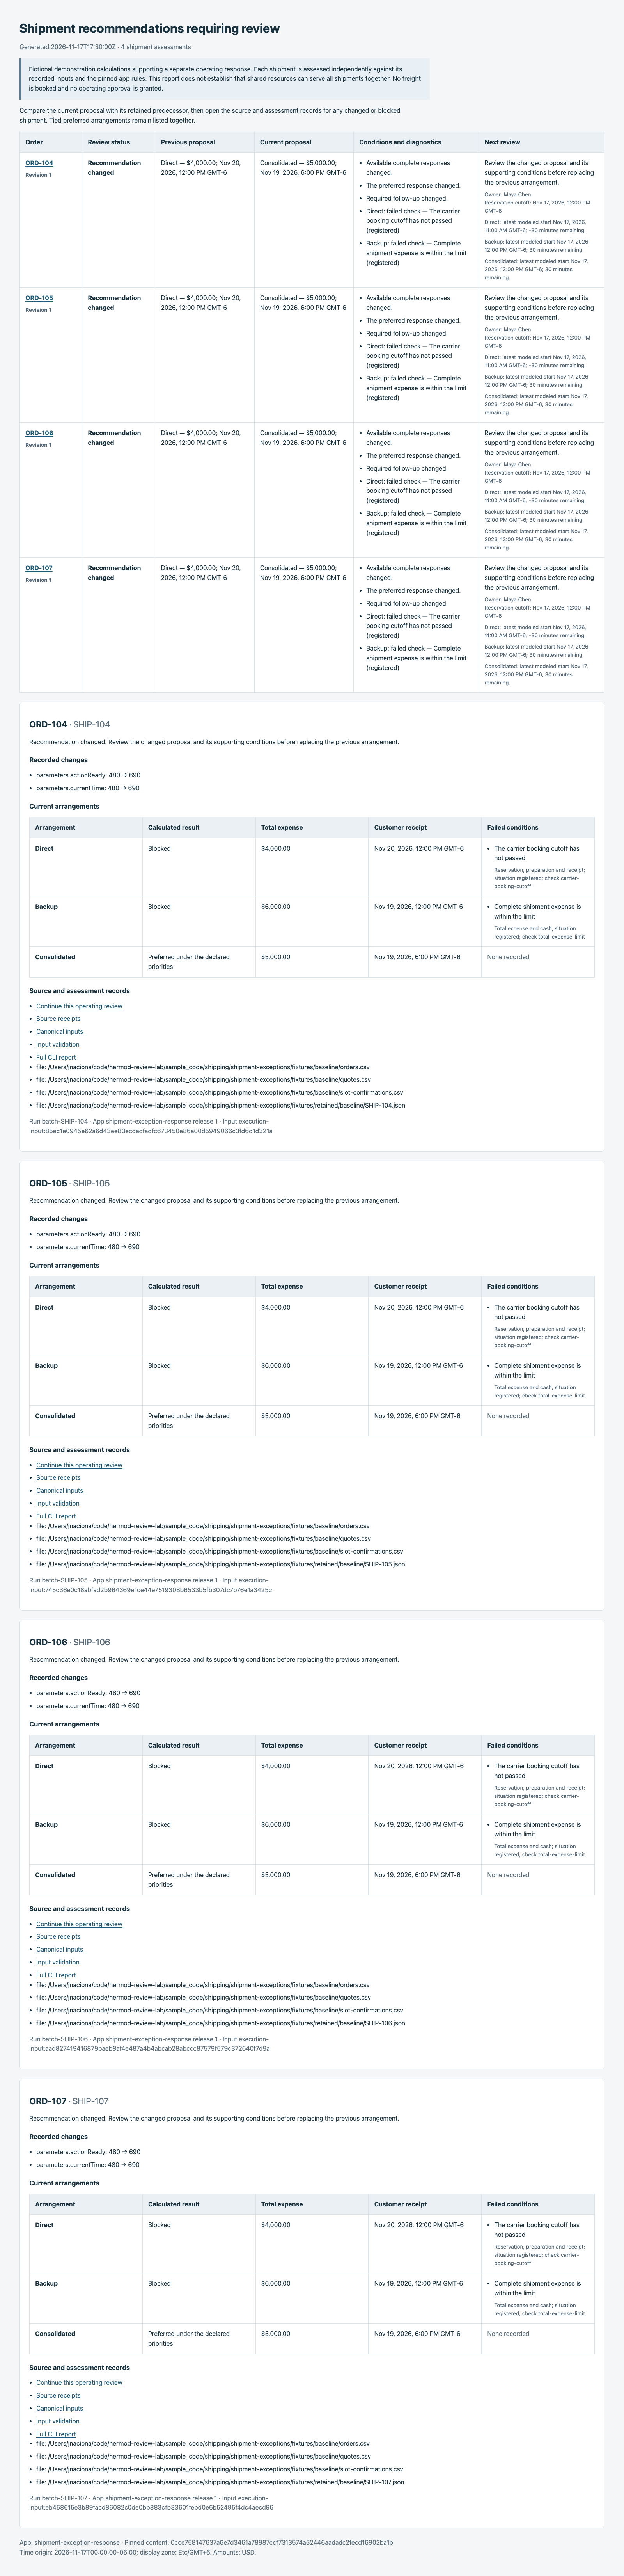 Shipment recommendations requiring review
Generated 2026-11-17T17:30:00Z · 4 shipment assessments
Fictional demonstration calculations supporting a separate operating response. Each shipment is assessed independently against its
recorded inputs and the pinned app rules. This report does not establish that shared resources can serve all shipments together. No freight
is booked and no operating approval is granted.
Compare the current proposal with its retained predecessor, then open the source and assessment records for any changed or blocked
shipment. Tied preferred arrangements remain listed together.
Order
Review status
Previous proposal
Current proposal
Conditions and diagnostics
Next review
ORD-104
Revision 1
Recommendation
changed
Direct — $4,000.00; Nov 20,
2026, 12:00 PM GMT-6
Consolidated — $5,000.00;
Nov 19, 2026, 6:00 PM GMT-6
• Available complete responses
changed.
• The preferred response changed.
• Required follow-up changed.
• Direct: failed check — The carrier
booking cutoff has not passed
(registered)
• Backup: failed check — Complete
shipment expense is within the limit
(registered)
Review the changed proposal and its
supporting conditions before replacing
the previous arrangement.
Owner: Maya Chen
Reservation cutoff: Nov 17, 2026, 12:00 PM
GMT-6
Direct: latest modeled start Nov 17, 2026,
11:00 AM GMT-6; -30 minutes remaining.
Backup: latest modeled start Nov 17, 2026,
12:00 PM GMT-6; 30 minutes remaining.
Consolidated: latest modeled start Nov 17,
2026, 12:00 PM GMT-6; 30 minutes
remaining.
ORD-105
Revision 1
Recommendation
changed
Direct — $4,000.00; Nov 20,
2026, 12:00 PM GMT-6
Consolidated — $5,000.00;
Nov 19, 2026, 6:00 PM GMT-6
• Available complete responses
changed.
• The preferred response changed.
• Required follow-up changed.
• Direct: failed check — The carrier
booking cutoff has not passed
(registered)
• Backup: failed check — Complete
shipment expense is within the limit
(registered)
Review the changed proposal and its
supporting conditions before replacing
the previous arrangement.
Owner: Maya Chen
Reservation cutoff: Nov 17, 2026, 12:00 PM
GMT-6
Direct: latest modeled start Nov 17, 2026,
11:00 AM GMT-6; -30 minutes remaining.
Backup: latest modeled start Nov 17, 2026,
12:00 PM GMT-6; 30 minutes remaining.
Consolidated: latest modeled start Nov 17,
2026, 12:00 PM GMT-6; 30 minutes
remaining.
ORD-106
Revision 1
Recommendation
changed
Direct — $4,000.00; Nov 20,
2026, 12:00 PM GMT-6
Consolidated — $5,000.00;
Nov 19, 2026, 6:00 PM GMT-6
• Available complete responses
changed.
• The preferred response changed.
• Required follow-up changed.
• Direct: failed check — The carrier
booking cutoff has not passed
(registered)
• Backup: failed check — Complete
shipment expense is within the limit
(registered)
Review the changed proposal and its
supporting conditions before replacing
the previous arrangement.
Owner: Maya Chen
Reservation cutoff: Nov 17, 2026, 12:00 PM
GMT-6
Direct: latest modeled start Nov 17, 2026,
11:00 AM GMT-6; -30 minutes remaining.
Backup: latest modeled start Nov 17, 2026,
12:00 PM GMT-6; 30 minutes remaining.
Consolidated: latest modeled start Nov 17,
2026, 12:00 PM GMT-6; 30 minutes
remaining.
ORD-107
Revision 1
Recommendation
changed
Direct — $4,000.00; Nov 20,
2026, 12:00 PM GMT-6
Consolidated — $5,000.00;
Nov 19, 2026, 6:00 PM GMT-6
• Available complete responses
changed.
• The preferred response changed.
• Required follow-up changed.
• Direct: failed check — The carrier
booking cutoff has not passed
(registered)
• Backup: failed check — Complete
shipment expense is within the limit
(registered)
Review the changed proposal and its
supporting conditions before replacing
the previous arrangement.
Owner: Maya Chen
Reservation cutoff: Nov 17, 2026, 12:00 PM
GMT-6
Direct: latest modeled start Nov 17, 2026,
11:00 AM GMT-6; -30 minutes remaining.
Backup: latest modeled start Nov 17, 2026,
12:00 PM GMT-6; 30 minutes remaining.
Consolidated: latest modeled start Nov 17,
2026, 12:00 PM GMT-6; 30 minutes
remaining.
ORD-104 · SHIP-104
Recommendation changed. Review the changed proposal and its supporting conditions before replacing the previous arrangement.
Recorded changes
• parameters.actionReady: 480 → 690
• parameters.currentTime: 480 → 690
Current arrangements
Arrangement
Calculated result
Total expense
Customer receipt
Failed conditions
Direct
Blocked
$4,000.00
Nov 20, 2026, 12:00 PM GMT-6
• The carrier booking cutoff has
not passed
Reservation, preparation and receipt;
situation registered; check carrier-
booking-cutoff
Backup
Blocked
$6,000.00
Nov 19, 2026, 12:00 PM GMT-6
• Complete shipment expense is
within the limit
Total expense and cash; situation
registered; check total-expense-limit
Consolidated
Preferred under the declared
priorities
$5,000.00
Nov 19, 2026, 6:00 PM GMT-6
None recorded
Source and assessment records
• Continue this operating review
• Source receipts
• Canonical inputs
• Input validation
• Full CLI report
• file: /Users/jnaciona/code/hermod-review-lab/sample_code/shipping/shipment-exceptions/fixtures/baseline/orders.csv
• file: /Users/jnaciona/code/hermod-review-lab/sample_code/shipping/shipment-exceptions/fixtures/baseline/quotes.csv
• file: /Users/jnaciona/code/hermod-review-lab/sample_code/shipping/shipment-exceptions/fixtures/baseline/slot-confirmations.csv
• file: /Users/jnaciona/code/hermod-review-lab/sample_code/shipping/shipment-exceptions/fixtures/retained/baseline/SHIP-104.json
Run batch-SHIP-104 · App shipment-exception-response release 1 · Input execution-
input:85ec1e0945e62a6d43ee83ecdacfadfc673450e86a00d5949066c3fd6d1d321a
ORD-105 · SHIP-105
Recommendation changed. Review the changed proposal and its supporting conditions before replacing the previous arrangement.
Recorded changes
• parameters.actionReady: 480 → 690
• parameters.currentTime: 480 → 690
Current arrangements
Arrangement
Calculated result
Total expense
Customer receipt
Failed conditions
Direct
Blocked
$4,000.00
Nov 20, 2026, 12:00 PM GMT-6
• The carrier booking cutoff has
not passed
Reservation, preparation and receipt;
situation registered; check carrier-
booking-cutoff
Backup
Blocked
$6,000.00
Nov 19, 2026, 12:00 PM GMT-6
• Complete shipment expense is
within the limit
Total expense and cash; situation
registered; check total-expense-limit
Consolidated
Preferred under the declared
priorities
$5,000.00
Nov 19, 2026, 6:00 PM GMT-6
None recorded
Source and assessment records
• Continue this operating review
• Source receipts
• Canonical inputs
• Input validation
• Full CLI report
• file: /Users/jnaciona/code/hermod-review-lab/sample_code/shipping/shipment-exceptions/fixtures/baseline/orders.csv
• file: /Users/jnaciona/code/hermod-review-lab/sample_code/shipping/shipment-exceptions/fixtures/baseline/quotes.csv
• file: /Users/jnaciona/code/hermod-review-lab/sample_code/shipping/shipment-exceptions/fixtures/baseline/slot-confirmations.csv
• file: /Users/jnaciona/code/hermod-review-lab/sample_code/shipping/shipment-exceptions/fixtures/retained/baseline/SHIP-105.json
Run batch-SHIP-105 · App shipment-exception-response release 1 · Input execution-
input:745c36e0c18abfad2b964369e1ce44e7519308b6533b5fb307dc7b76e1a3425c
ORD-106 · SHIP-106
Recommendation changed. Review the changed proposal and its supporting conditions before replacing the previous arrangement.
Recorded changes
• parameters.actionReady: 480 → 690
• parameters.currentTime: 480 → 690
Current arrangements
Arrangement
Calculated result
Total expense
Customer receipt
Failed conditions
Direct
Blocked
$4,000.00
Nov 20, 2026, 12:00 PM GMT-6
• The carrier booking cutoff has
not passed
Reservation, preparation and receipt;
situation registered; check carrier-
booking-cutoff
Backup
Blocked
$6,000.00
Nov 19, 2026, 12:00 PM GMT-6
• Complete shipment expense is
within the limit
Total expense and cash; situation
registered; check total-expense-limit
Consolidated
Preferred under the declared
priorities
$5,000.00
Nov 19, 2026, 6:00 PM GMT-6
None recorded
Source and assessment records
• Continue this operating review
• Source receipts
• Canonical inputs
• Input validation
• Full CLI report
• file: /Users/jnaciona/code/hermod-review-lab/sample_code/shipping/shipment-exceptions/fixtures/baseline/orders.csv
• file: /Users/jnaciona/code/hermod-review-lab/sample_code/shipping/shipment-exceptions/fixtures/baseline/quotes.csv
• file: /Users/jnaciona/code/hermod-review-lab/sample_code/shipping/shipment-exceptions/fixtures/baseline/slot-confirmations.csv
• file: /Users/jnaciona/code/hermod-review-lab/sample_code/shipping/shipment-exceptions/fixtures/retained/baseline/SHIP-106.json
Run batch-SHIP-106 · App shipment-exception-response release 1 · Input execution-
input:aad827419416879baeb8af4e487a4b4abcab28abccc87579f579c372640f7d9a
ORD-107 · SHIP-107
Recommendation changed. Review the changed proposal and its supporting conditions before replacing the previous arrangement.
Recorded changes
• parameters.actionReady: 480 → 690
• parameters.currentTime: 480 → 690
Current arrangements
Arrangement
Calculated result
Total expense
Customer receipt
Failed conditions
Direct
Blocked
$4,000.00
Nov 20, 2026, 12:00 PM GMT-6
• The carrier booking cutoff has
not passed
Reservation, preparation and receipt;
situation registered; check carrier-
booking-cutoff
Backup
Blocked
$6,000.00
Nov 19, 2026, 12:00 PM GMT-6
• Complete shipment expense is
within the limit
Total expense and cash; situation
registered; check total-expense-limit
Consolidated
Preferred under the declared
priorities
$5,000.00
Nov 19, 2026, 6:00 PM GMT-6
None recorded
Source and assessment records
• Continue this operating review
• Source receipts
• Canonical inputs
• Input validation
• Full CLI report
• file: /Users/jnaciona/code/hermod-review-lab/sample_code/shipping/shipment-exceptions/fixtures/baseline/orders.csv
• file: /Users/jnaciona/code/hermod-review-lab/sample_code/shipping/shipment-exceptions/fixtures/baseline/quotes.csv
• file: /Users/jnaciona/code/hermod-review-lab/sample_code/shipping/shipment-exceptions/fixtures/baseline/slot-confirmations.csv
• file: /Users/jnaciona/code/hermod-review-lab/sample_code/shipping/shipment-exceptions/fixtures/retained/baseline/SHIP-107.json
Run batch-SHIP-107 · App shipment-exception-response release 1 · Input execution-
input:eb458615e3b89facd86082c0de0bb883cfb33601febd0e6b52495f4dc4aecd96
App: shipment-exception-response · Pinned content: 0cce758147637a6e7d3461a78987ccf7313574a52446aadadc2fecd16902ba1b
Time origin: 2026-11-17T00:00:00-06:00; display zone: Etc/GMT+6. Amounts: USD.